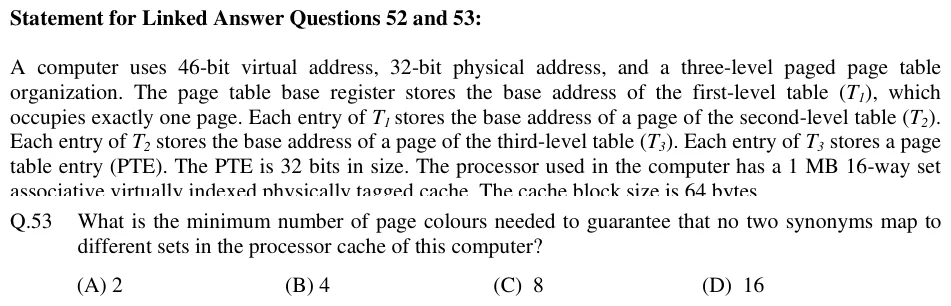 Statement for Linked Answer Questions 52 and 53:
A computer uses 46-bit virtual address, 32-bit physical address, and a three-level paged page table
organization. The page table base register stores the base address of the first-level table (T₁), which
occupies exactly one page. Each entry of T₁ stores the base address of a page of the second-level table (T₂).
Each entry of T₂ stores the base address of a page of the third-level table (T₃). Each entry of T₃ stores a page
table entry (PTE). The PTE is 32 bits in size. The processor used in the computer has a 1 MB 16-way set
associative virtually indexed physically tagged cache. The cache block size is 64 bytes
Q.53 What is the minimum number of page colours needed to guarantee that no two synonyms map to
different sets in the processor cache of this computer?
(A) 2 (B) 4 (C) 8 (D) 16